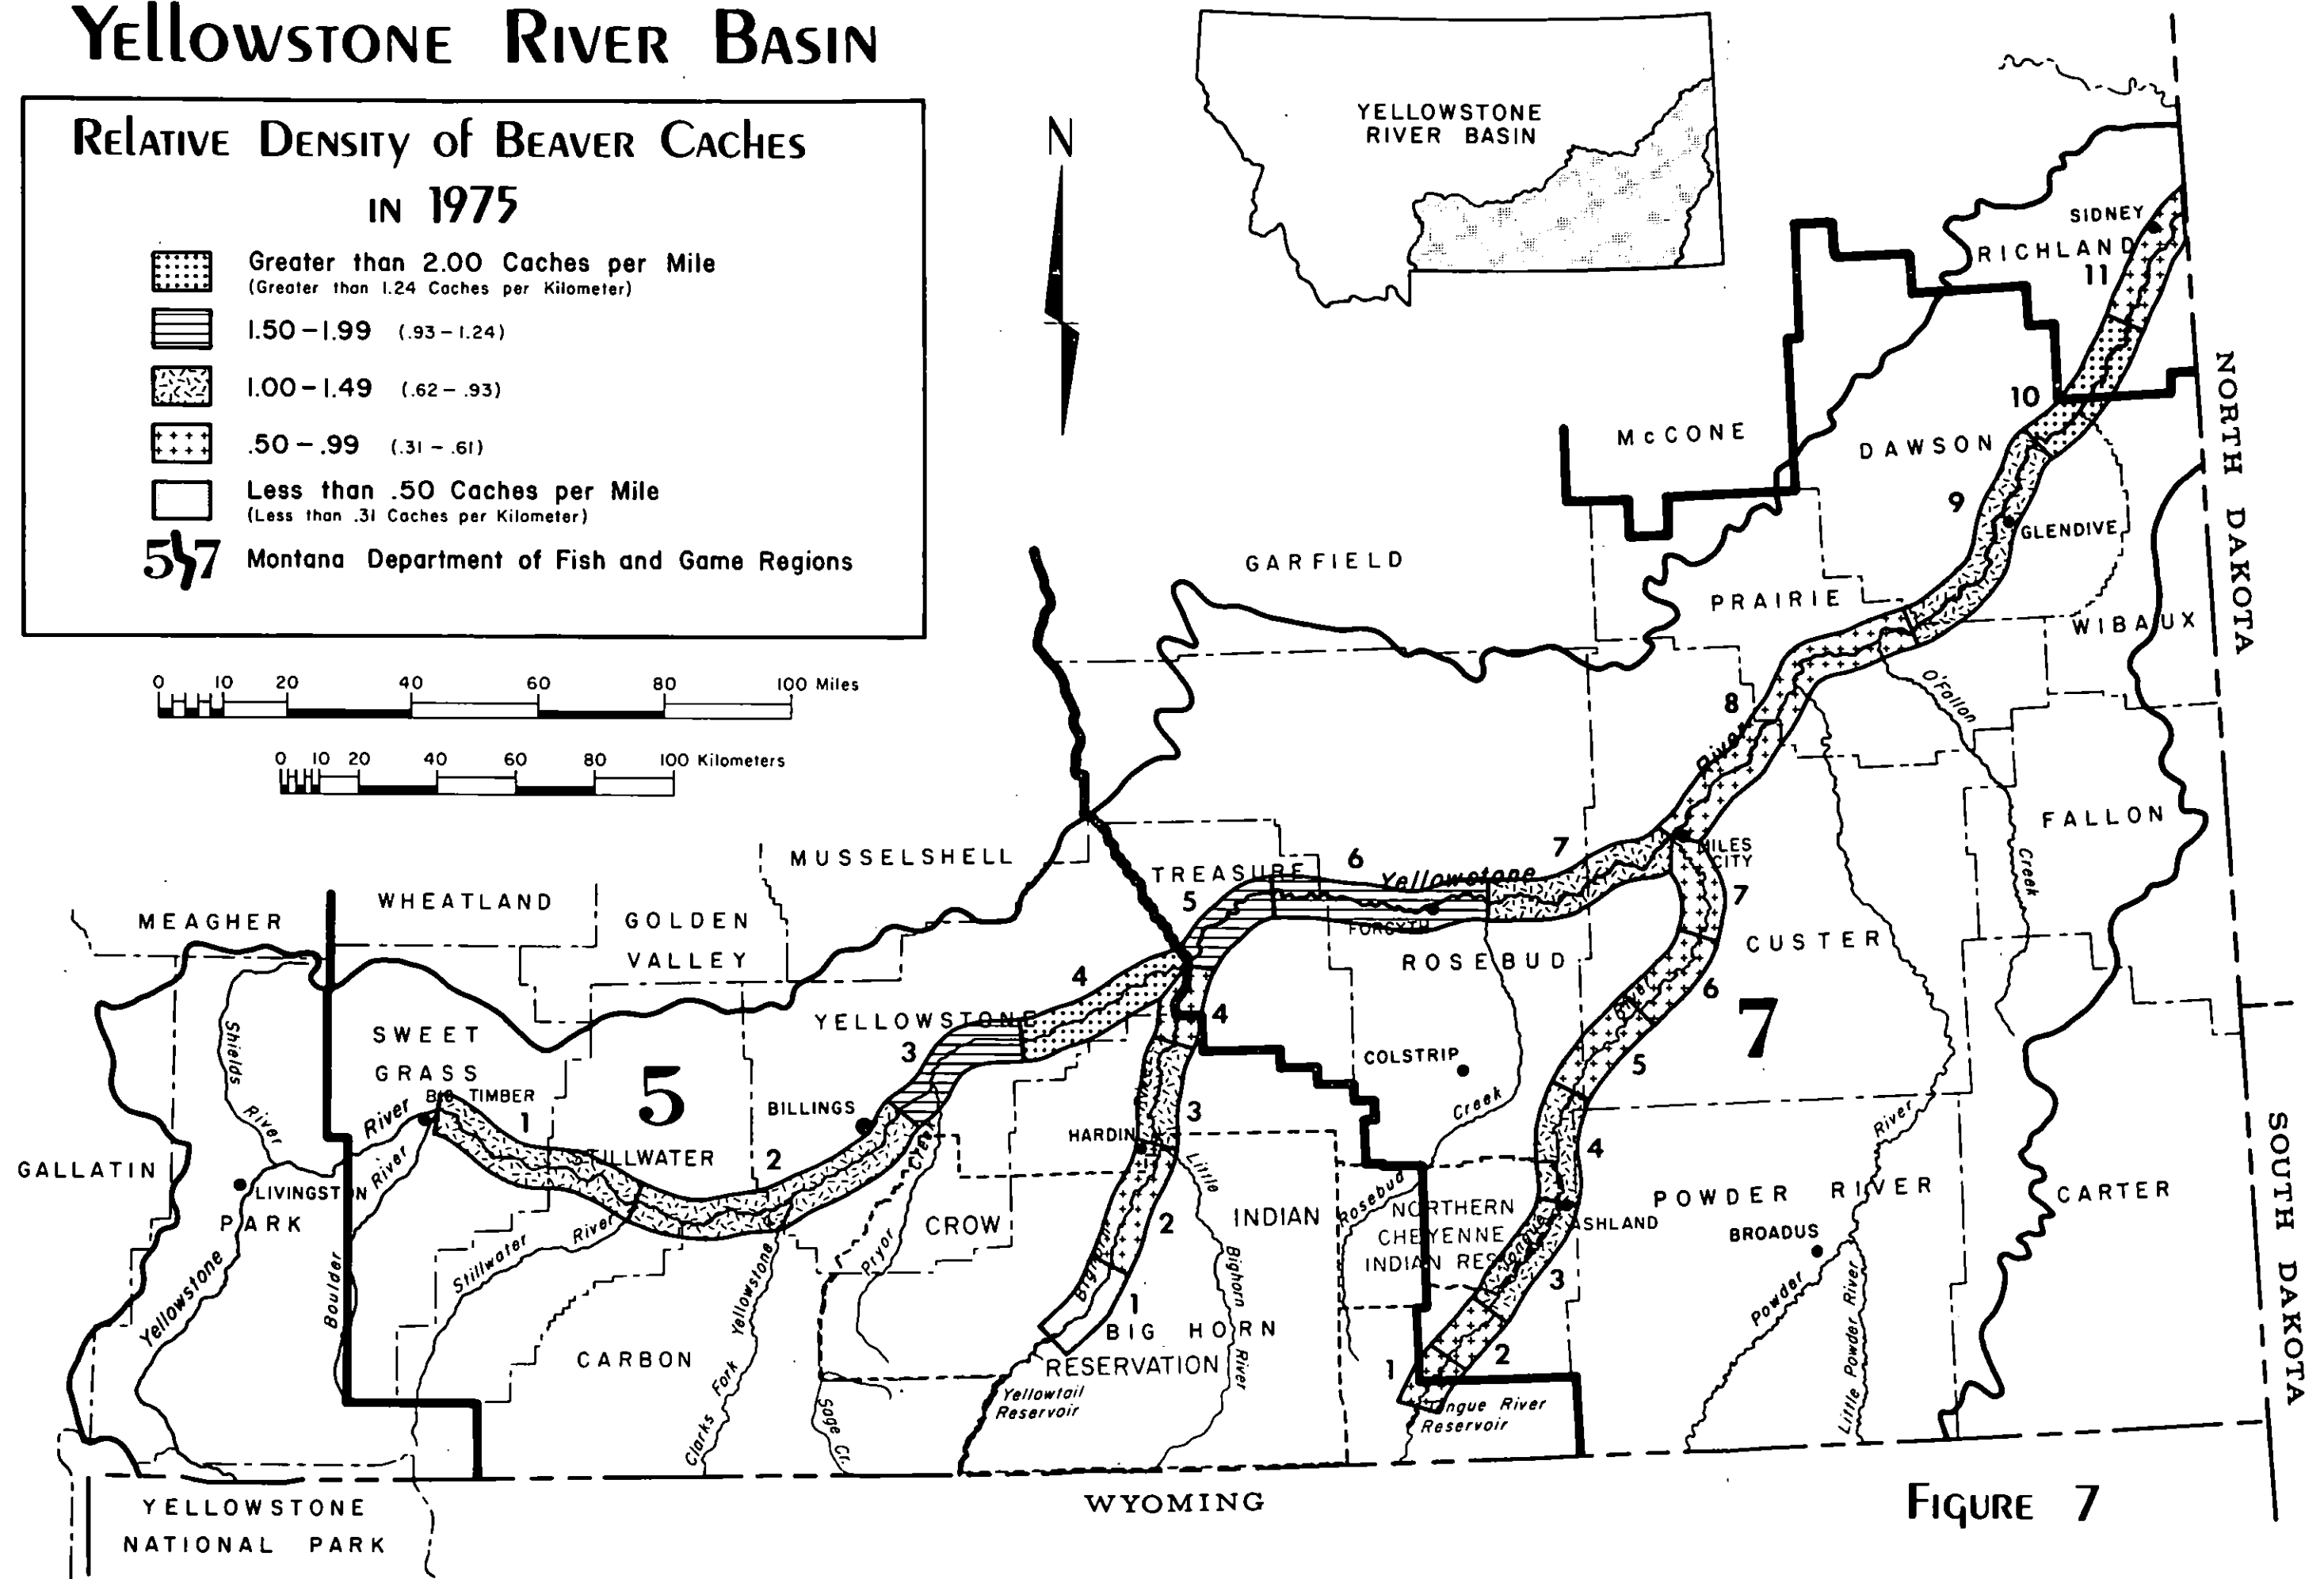 YELLOWSTONE RIVER BASIN
RELATIVE DENSITY of BEAVER CACHES
IN 1975
Greater than 2.00 Caches per Mile
(Greater than 1.24 Caches per Kilometer)
1.50-1.99 (.93-1.24)
1.00-1.49 (.62-.93)
.50-.99 (.31-.61)
Less than .50 Caches per Mile
(Less than .31 Caches per Kilometer)
5 7 Montana Department of Fish and Game Regions
0 10 20 40 60 80 100 Miles
0 10 20 40 60 80 100 Kilometers
N
YELLOWSTONE
RIVER BASIN
SIDNEY
RICHLAND
11
10
McCONE
DAWSON
9
GLENDIVE
NORTH DAKOTA
GARFIELD
PRAIRIE
WIBAUX
O'Fallon
Creek
8
River
FALLON
MUSSELSHELL
TREASURE
5
6
Yellowstone
7
MILES
CITY
7
FORSYTH
ROSEBUD
CUSTER
6
7
MEAGHER
WHEATLAND
GOLDEN
VALLEY
4
YELLOWSTONE
4
3
SWEET
GRASS
5
BIG TIMBER
1
BILLINGS
Shields
River
River
River
COLSTRIP
River
5
Creek
3
HARDIN
4
GALLATIN
STILLWATER
2
LIVINGSTON
PARK
CROW
INDIAN
Little
Bighorn
River
2
Rosebud
NORTHERN
CHEYENNE
INDIAN RES
Tongue
ASHLAND
POWDER RIVER
River
BROADUS
CARTER
SOUTH DAKOTA
Yellowstone
Boulder
Stillwater River
Clarks Fork Yellowstone
Pryor
Creek
Bighorn
1
BIG HORN
RESERVATION
3
2
1
Powder
Little Powder River
CARBON
Sage Cr.
Yellowtail
Reservoir
Tongue River
Reservoir
YELLOWSTONE
NATIONAL PARK
WYOMING
FIGURE 7